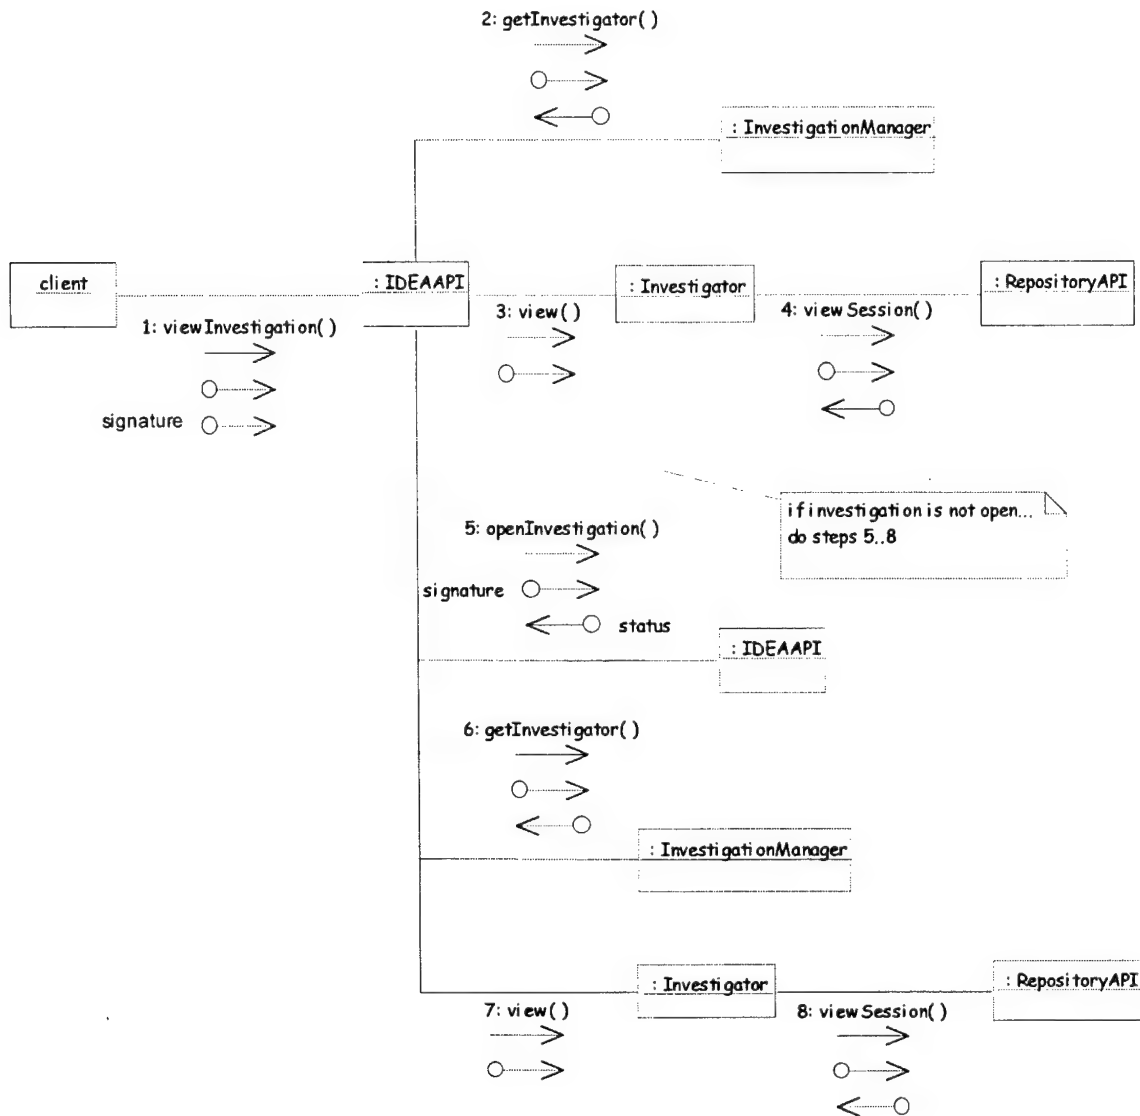 2: getInvestigator( )
: InvestigationManager
client
: IDEAAPI
: Investigator
: RepositoryAPI
1: viewInvestigation( )
3: view( )
4: viewSession( )
signature
if investigation is not open...
do steps 5..8
5: openInvestigation( )
signature
status
: IDEAAPI
6: getInvestigator( )
: InvestigationManager
: Investigator
: RepositoryAPI
7: view( )
8: viewSession( )